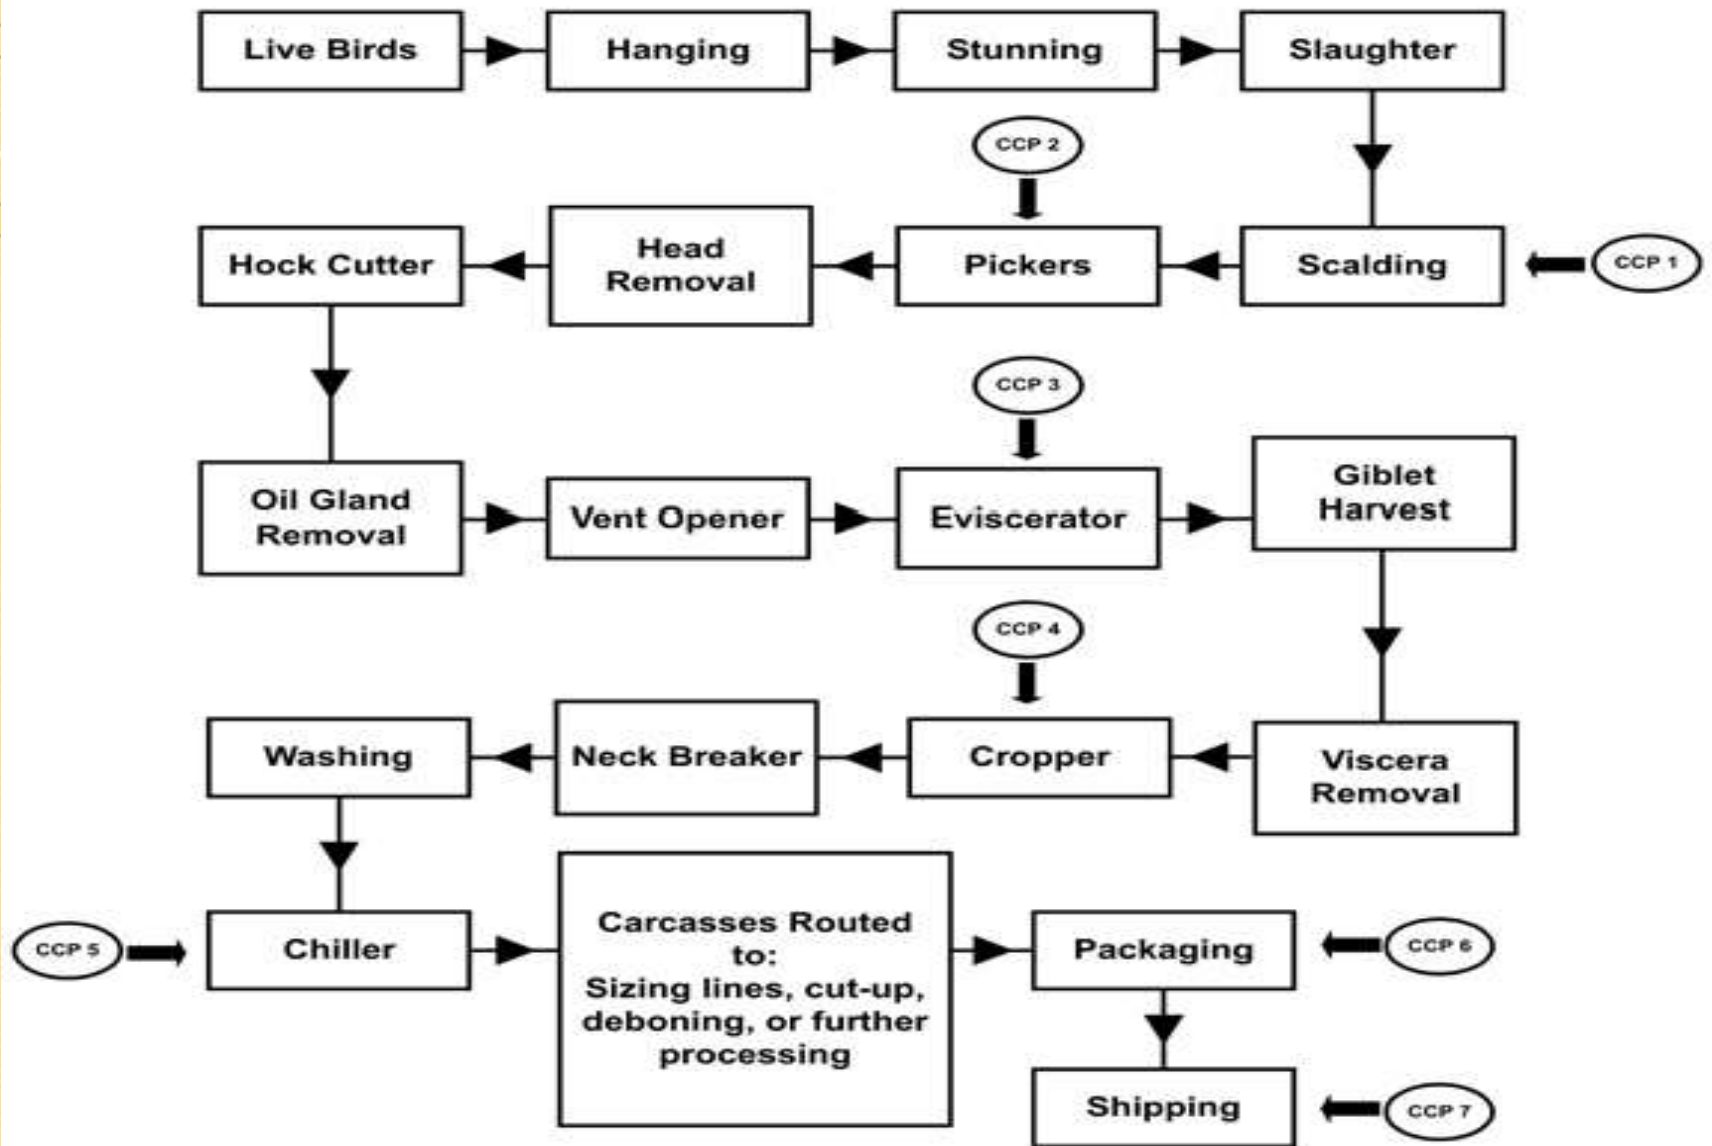 Live Birds
Hanging
Stunning
Slaughter
CCP 2
Hock Cutter
Head
Removal
Pickers
Scalding
CCP 1
CCP 3
Oil Gland
Removal
Vent Opener
Eviscerator
Giblet
Harvest
CCP 4
Washing
Neck Breaker
Cropper
Viscera
Removal
CCP 5
Chiller
Carcasses Routed
to:
Sizing lines, cut-up,
deboning, or further
processing
Packaging
CCP 6
Shipping
CCP 7